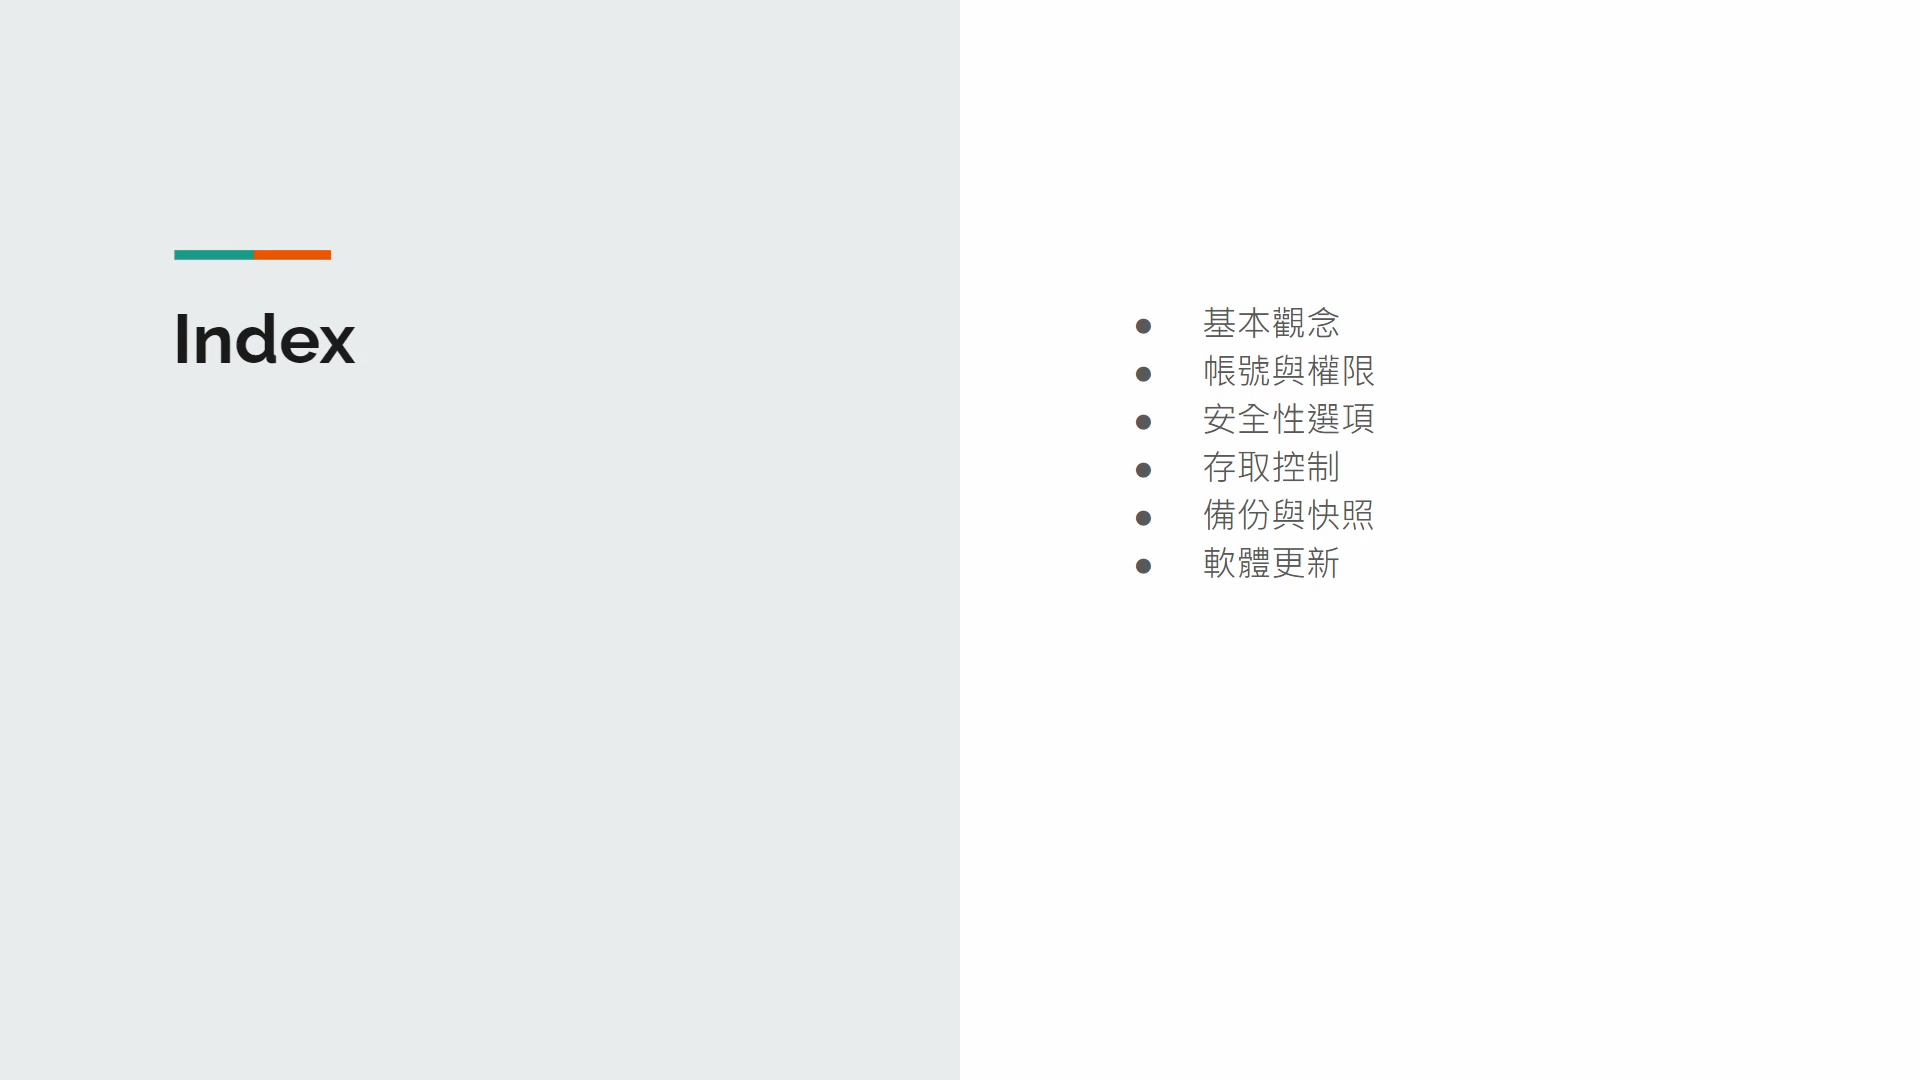 Index
● 基本觀念
● 帳號與權限
● 安全性選項
● 存取控制
● 備份與快照
● 軟體更新